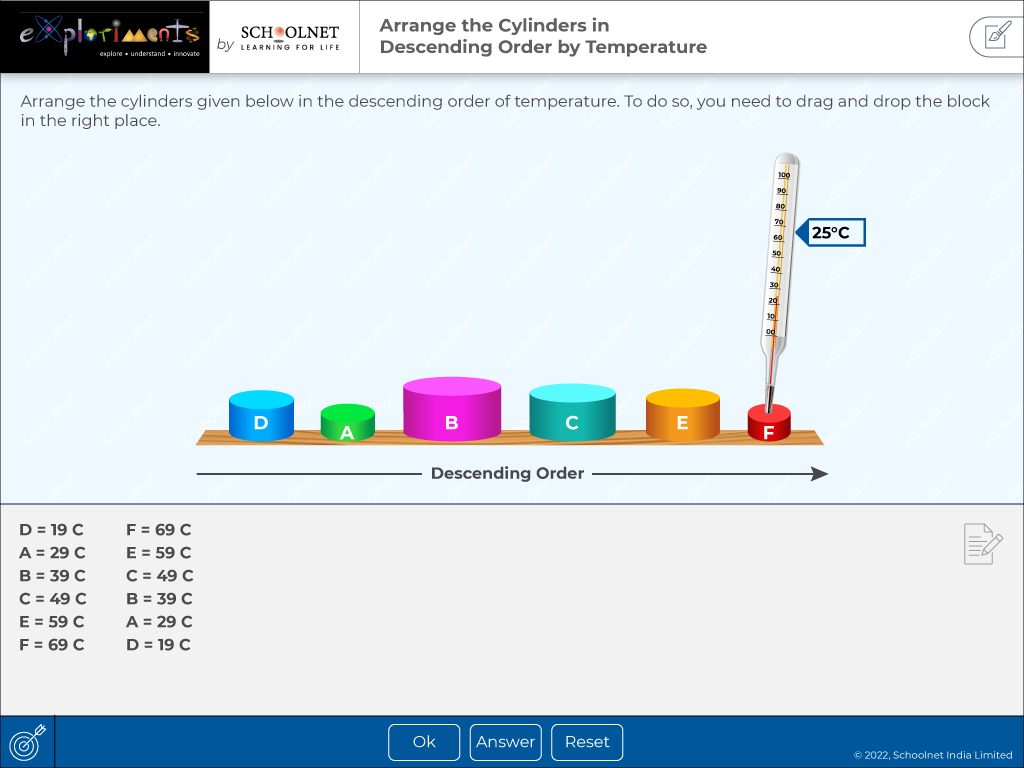 eXploriments
explore • understand • innovate
by SCHOOLNET
LEARNING FOR LIFE
Arrange the Cylinders in
Descending Order by Temperature
Arrange the cylinders given below in the descending order of temperature. To do so, you need to drag and drop the block
in the right place.
100
90
80
70
60
50
40
30
20
10
00
25°C
D A B C E F
Descending Order
D = 19 C F = 69 C
A = 29 C E = 59 C
B = 39 C C = 49 C
C = 49 C B = 39 C
E = 59 C A = 29 C
F = 69 C D = 19 C
Ok Answer Reset
© 2022, Schoolnet India Limited